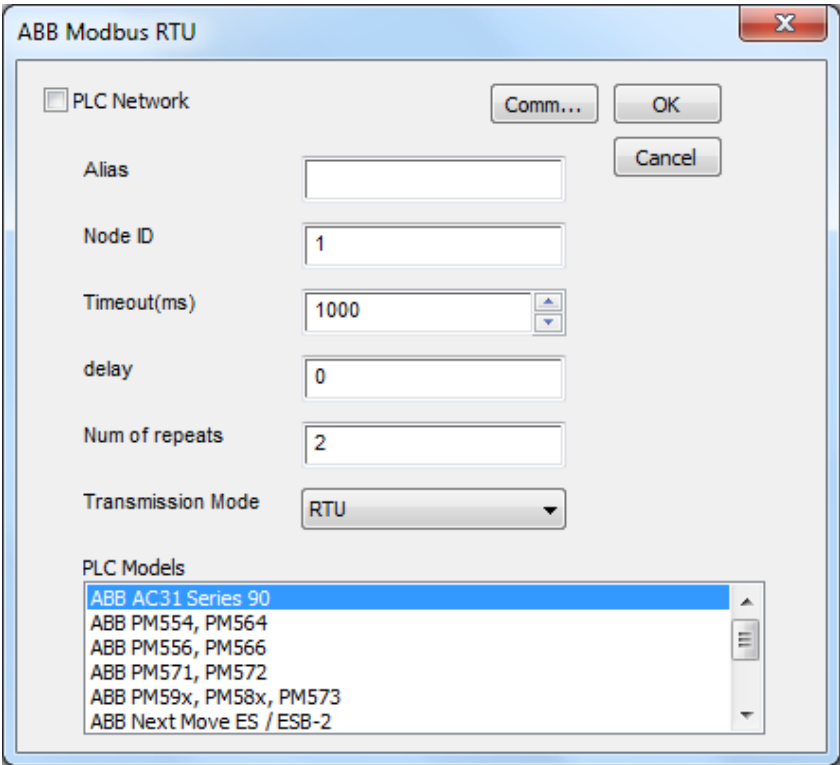 ABB Modbus RTU
PLC Network
Comm...
OK
Cancel
Alias
Node ID
1
Timeout(ms)
1000
delay
0
Num of repeats
2
Transmission Mode
RTU
PLC Models
ABB AC31 Series 90
ABB PM554, PM564
ABB PM556, PM566
ABB PM571, PM572
ABB PM59x, PM58x, PM573
ABB Next Move ES / ESB-2